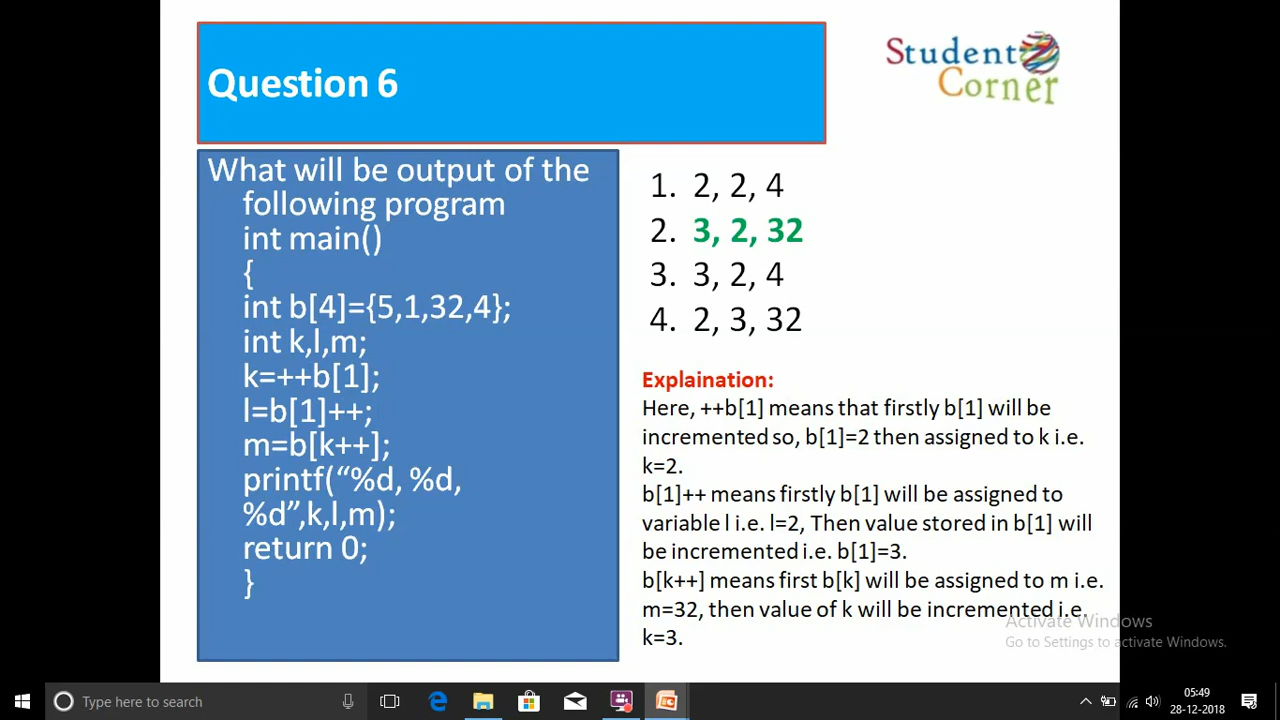 Question 6
Student
Corner
What will be output of the
following program
int main()
{
int b[4]={5,1,32,4};
int k,l,m;
k=++b[1];
l=b[1]++;
m=b[k++];
printf(“%d, %d,
%d”,k,l,m);
return 0;
}
1. 2, 2, 4
2. 3, 2, 32
3. 3, 2, 4
4. 2, 3, 32
Explaination:
Here, ++b[1] means that firstly b[1] will be
incremented so, b[1]=2 then assigned to k i.e.
k=2.
b[1]++ means firstly b[1] will be assigned to
variable l i.e. l=2, Then value stored in b[1] will
be incremented i.e. b[1]=3.
b[k++] means first b[k] will be assigned to m i.e.
m=32, then value of k will be incremented i.e.
k=3.
Activate Windows
Go to Settings to activate Windows.
Type here to search
05:49
28-12-2018